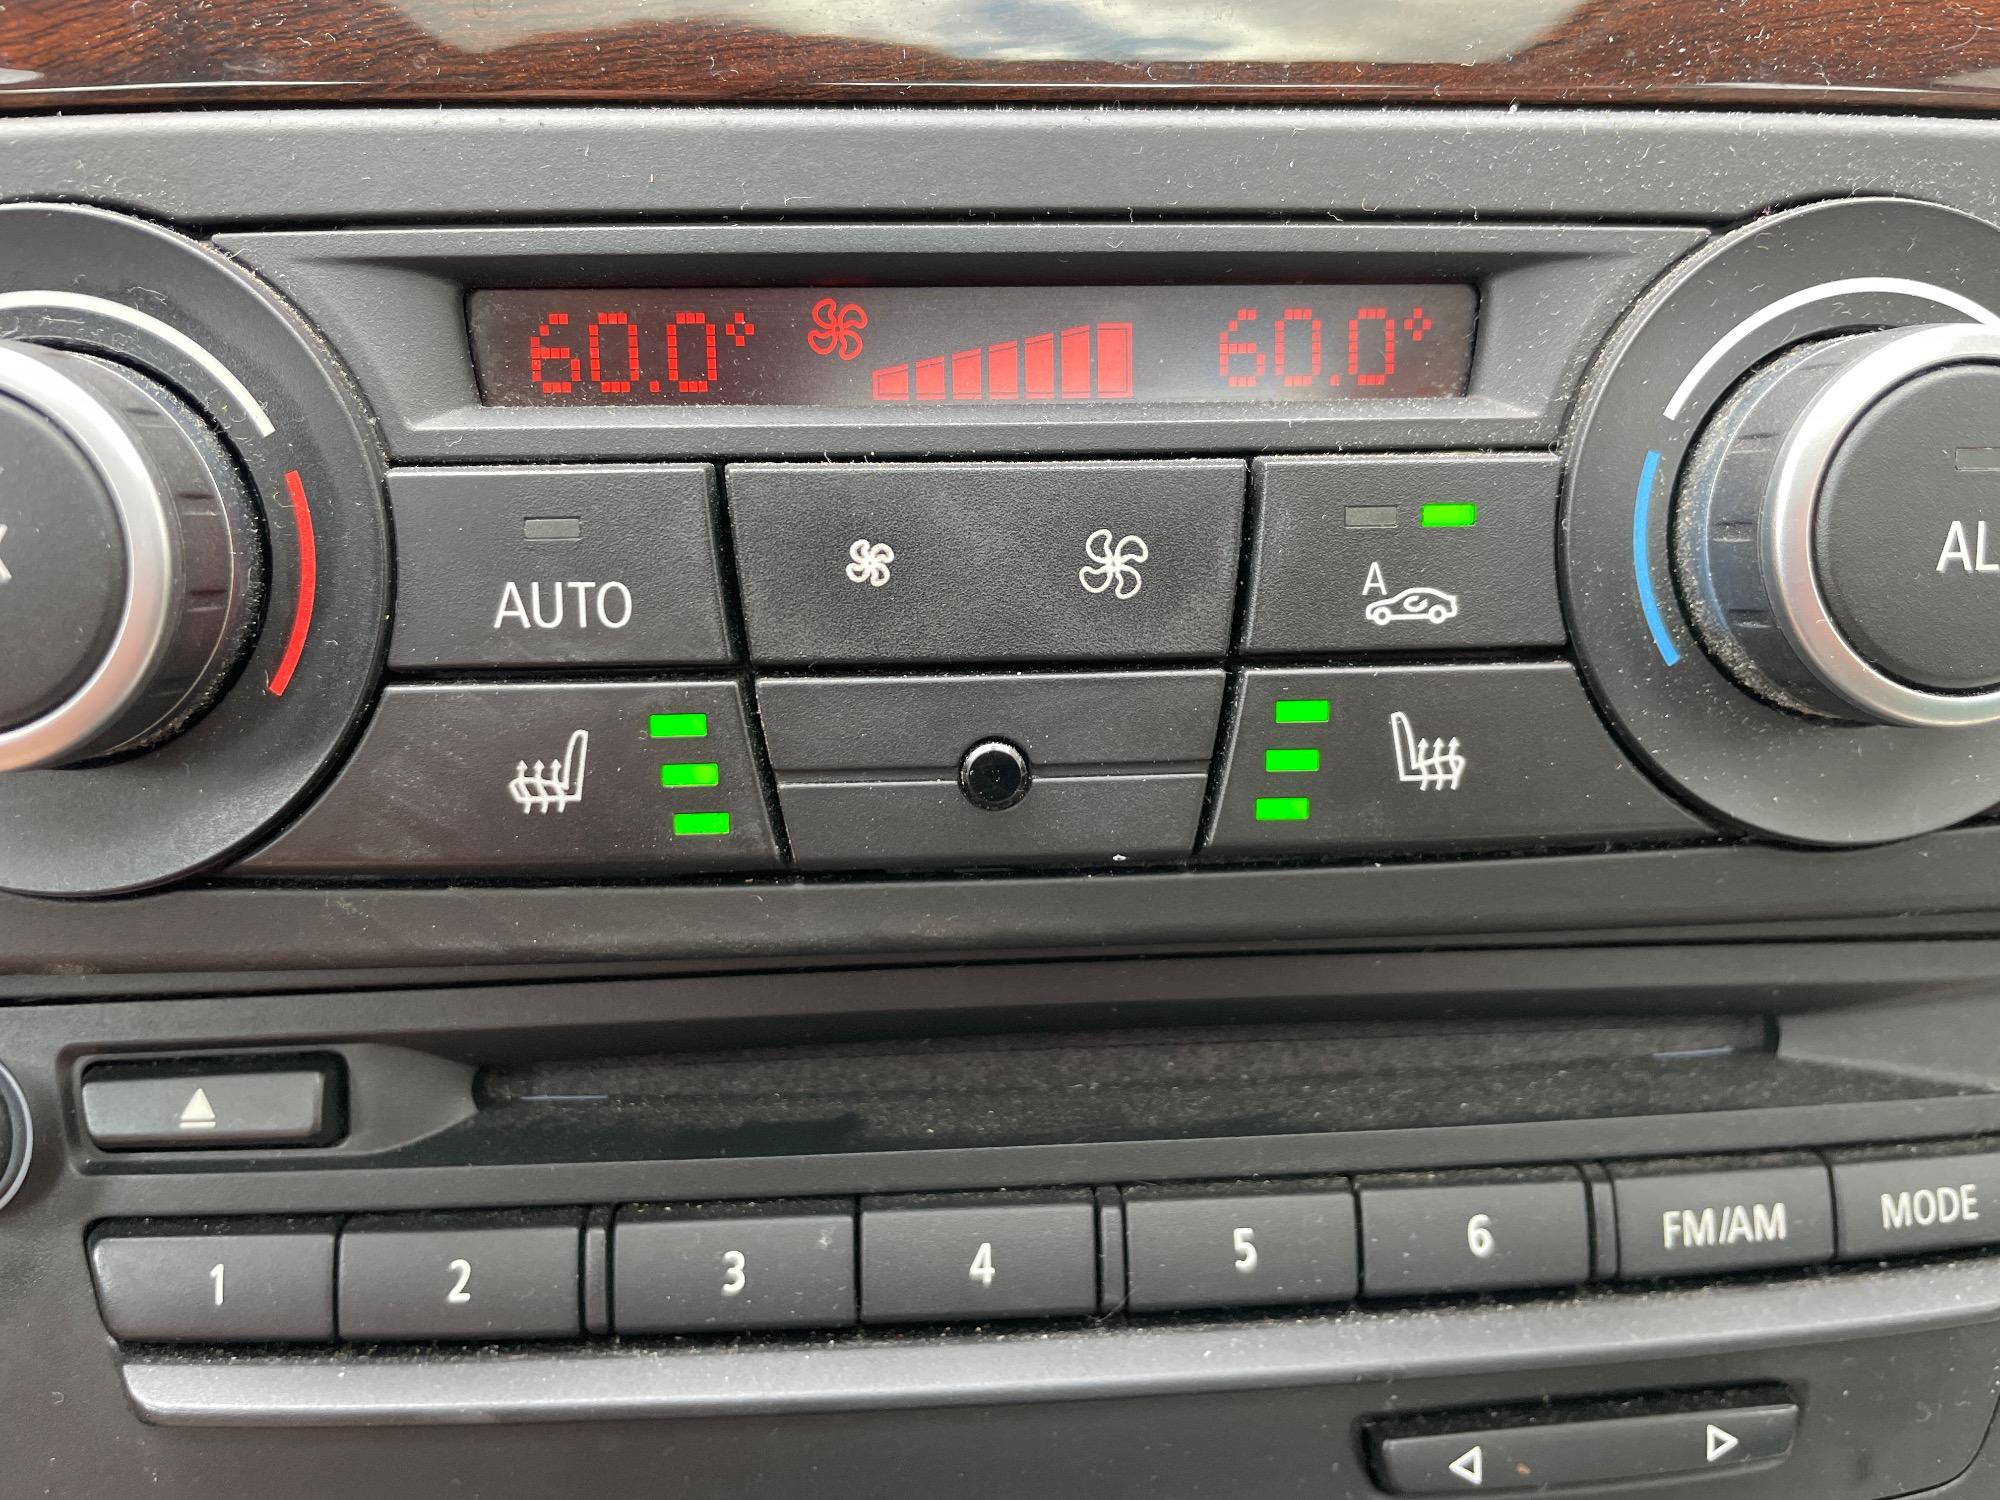 60.0° 60.0°
AUTO
A
AL
1 2 3 4 5 6 FM/AM MODE